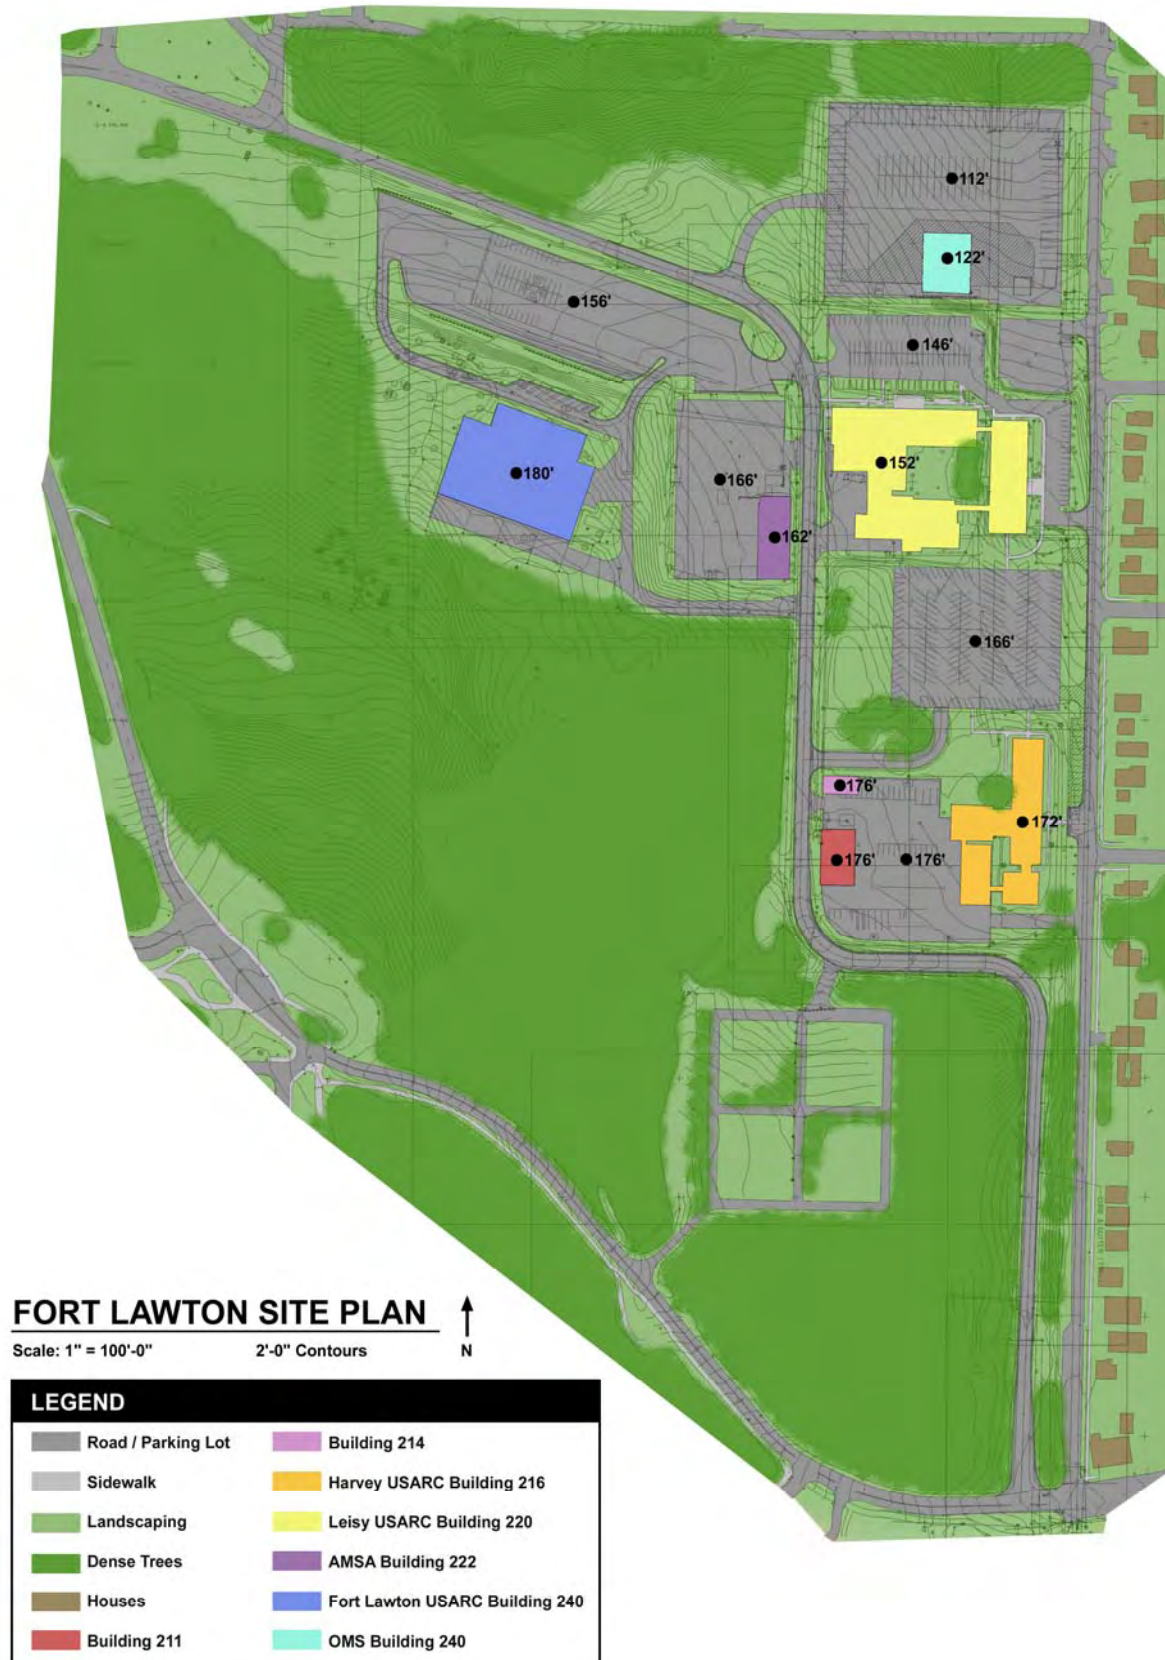 112'
122'
156'
146'
152'
180'
166'
162'
166'
176'
172'
176'
176'
FORT LAWTON SITE PLAN
N
Scale: 1" = 100'-0"
2'-0" Contours
LEGEND
Road / Parking Lot
Building 214
Sidewalk
Harvey USARC Building 216
Landscaping
Leisy USARC Building 220
Dense Trees
AMSA Building 222
Houses
Fort Lawton USARC Building 240
Building 211
OMS Building 240